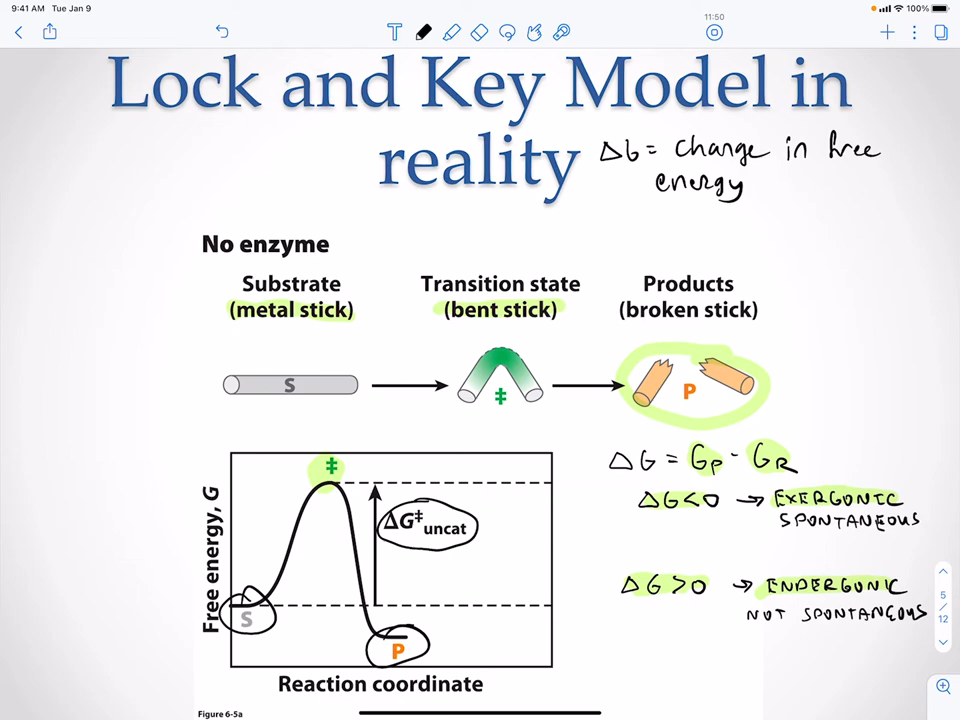 9:41 AM Tue Jan 9
100%
11:50
Lock and Key Model in
reality
ΔG = change in free
energy
No enzyme
Substrate
(metal stick)
Transition state
(bent stick)
Products
(broken stick)
S
‡
P
ΔG = GP - GR
ΔG<0 → EXERGONIC
SPONTANEOUS
ΔG>0 → ENDERGONIC
NOT SPONTANEOUS
Free energy, G
‡
ΔG‡uncat
S
P
Reaction coordinate
Figure 6-5a
5
/
12